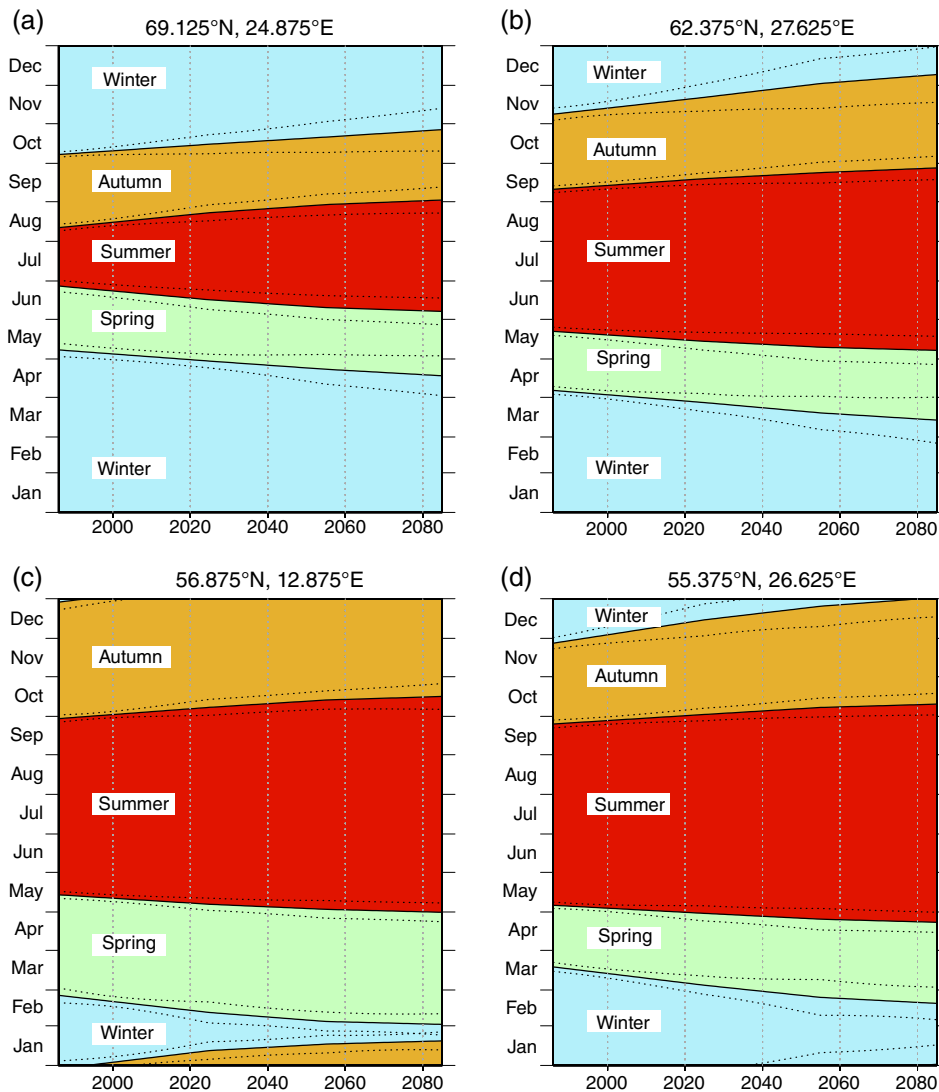 (a) 69.125°N, 24.875°E
Dec
Nov
Oct
Sep
Aug
Jul
Jun
May
Apr
Mar
Feb
Jan
Winter
Autumn
Summer
Spring
Winter
2000 2020 2040 2060 2080
(b) 62.375°N, 27.625°E
Dec
Nov
Oct
Sep
Aug
Jul
Jun
May
Apr
Mar
Feb
Jan
Winter
Autumn
Summer
Spring
Winter
2000 2020 2040 2060 2080
(c) 56.875°N, 12.875°E
Dec
Nov
Oct
Sep
Aug
Jul
Jun
May
Apr
Mar
Feb
Jan
Autumn
Summer
Spring
Winter
2000 2020 2040 2060 2080
(d) 55.375°N, 26.625°E
Dec
Nov
Oct
Sep
Aug
Jul
Jun
May
Apr
Mar
Feb
Jan
Winter
Autumn
Summer
Spring
Winter
2000 2020 2040 2060 2080